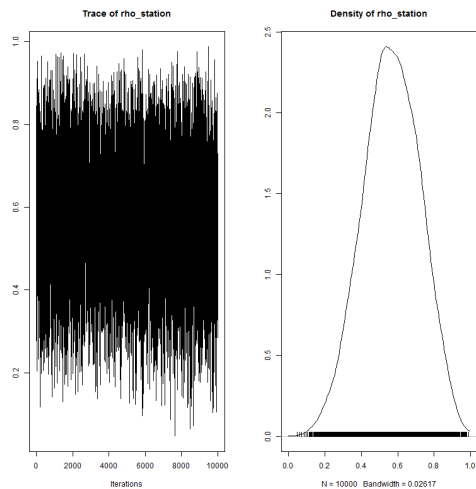 Trace of rho_station
1.0
0.8
0.6
0.4
0.2
0 2000 4000 6000 8000 10000
Iterations
Density of rho_station
2.5
2.0
1.5
1.0
0.5
0.0
0.0 0.2 0.4 0.6 0.8 1.0
N = 10000 Bandwidth = 0.02617